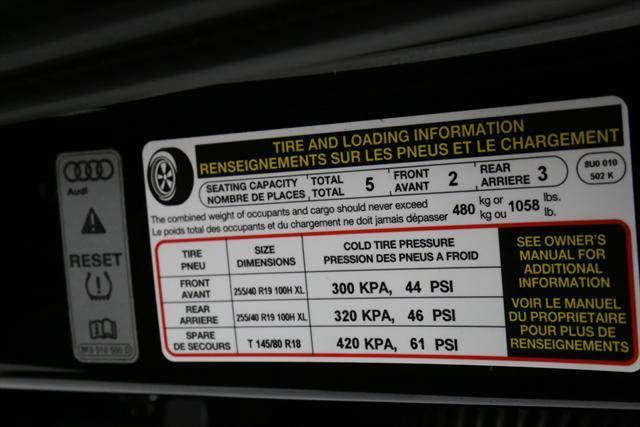 Audi
RESET
TIRE AND LOADING INFORMATION
RENSEIGNEMENTS SUR LES PNEUS ET LE CHARGEMENT
8U0 010
502 K
SEATING CAPACITY
NOMBRE DE PLACES
TOTAL
TOTAL
5
FRONT
AVANT
2
REAR
ARRIERE
3
The combined weight of occupants and cargo should never exceed
Le poids total des occupants et du chargement ne doit jamais dépasser
480
kg or
kg ou
1058
lbs.
lb.
TIRE
PNEU
SIZE
DIMENSIONS
COLD TIRE PRESSURE
PRESSION DES PNEUS A FROID
FRONT
AVANT
255/40 R19 100H XL
300 KPA, 44 PSI
REAR
ARRIERE
255/40 R19 100H XL
320 KPA, 46 PSI
SPARE
DE SECOURS
T 145/80 R18
420 KPA, 61 PSI
SEE OWNER'S
MANUAL FOR
ADDITIONAL
INFORMATION
VOIR LE MANUEL
DU PROPRIETAIRE
POUR PLUS DE
RENSEIGNEMENTS